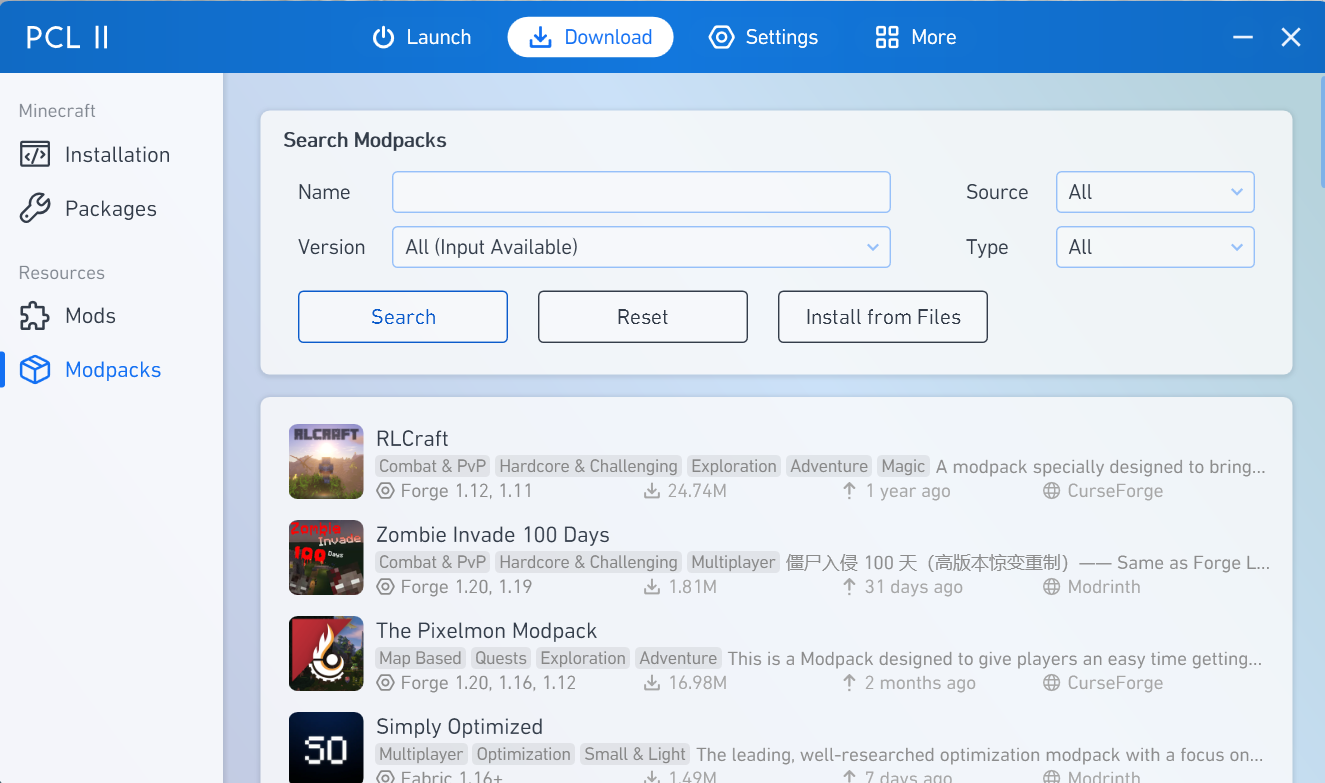 PCL II
Launch
Download
Settings
More
Minecraft
Installation
Packages
Resources
Mods
Modpacks
Search Modpacks
Name
Source All
Version All (Input Available)
Type All
Search
Reset
Install from Files
RLCRAFT
RLCraft
Combat & PvP Hardcore & Challenging Exploration Adventure Magic A modpack specially designed to bring...
Forge 1.12, 1.11 24.74M 1 year ago CurseForge
Zombie
Invade
100 Days
Zombie Invade 100 Days
Combat & PvP Hardcore & Challenging Multiplayer 僵尸入侵 100 天（高版本惊变重制）—— Same as Forge L...
Forge 1.20, 1.19 1.81M 31 days ago Modrinth
The Pixelmon Modpack
Map Based Quests Exploration Adventure This is a Modpack designed to give players an easy time getting...
Forge 1.20, 1.16, 1.12 16.98M 2 months ago CurseForge
SO
Simply Optimized
Multiplayer Optimization Small & Light The leading, well-researched optimization modpack with a focus on...
Fabric 1.16+ 1.49M 7 days ago Modrinth